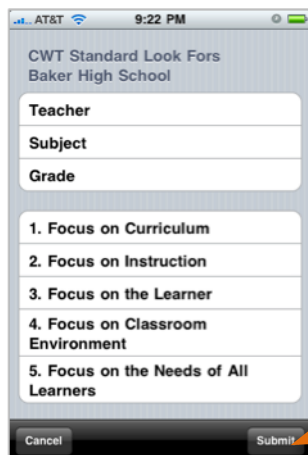 AT&T 9:22 PM
CWT Standard Look Fors
Baker High School
Teacher
Subject
Grade
1. Focus on Curriculum
2. Focus on Instruction
3. Focus on the Learner
4. Focus on Classroom
Environment
5. Focus on the Needs of All
Learners
Cancel Submit